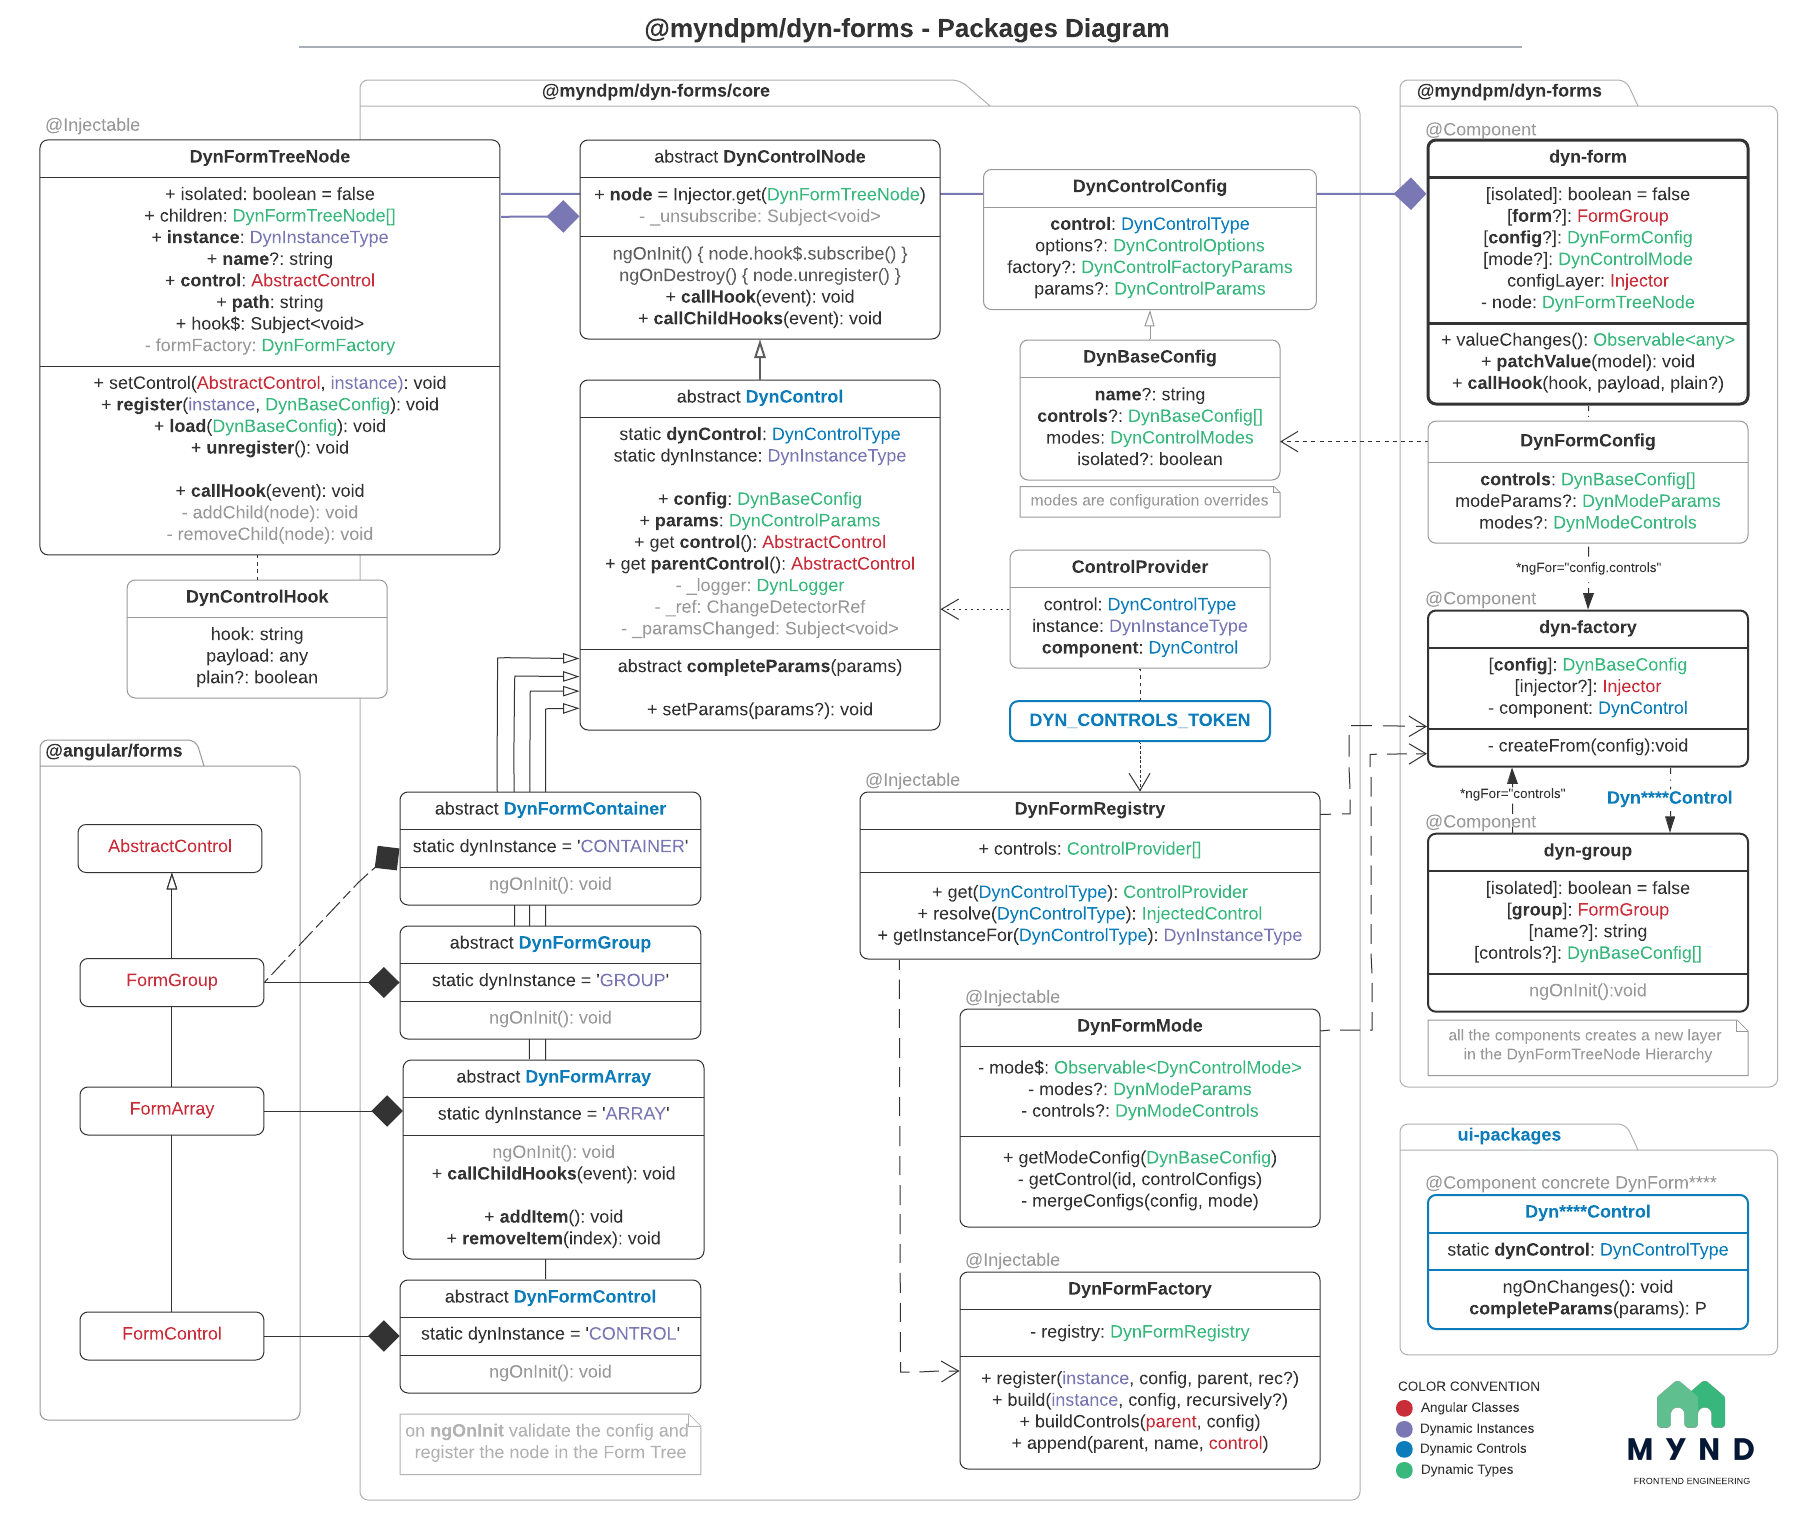 @myndpm/dyn-forms - Packages Diagram
@myndpm/dyn-forms/core
@myndpm/dyn-forms
@Injectable
DynFormTreeNode
+ isolated: boolean = false
+ children: DynFormTreeNode[]
+ instance: DynInstanceType
+ name?: string
+ control: AbstractControl
+ path: string
+ hook$: Subject<void>
- formFactory: DynFormFactory
+ setControl(AbstractControl, instance): void
+ register(instance, DynBaseConfig): void
+ load(DynBaseConfig): void
+ unregister(): void
+ callHook(event): void
- addChild(node): void
- removeChild(node): void
DynControlHook
hook: string
payload: any
plain?: boolean
abstract DynControlNode
+ node = Injector.get(DynFormTreeNode)
- _unsubscribe: Subject<void>
ngOnInit() { node.hook$.subscribe() }
ngOnDestroy() { node.unregister() }
+ callHook(event): void
+ callChildHooks(event): void
abstract DynControl
static dynControl: DynControlType
static dynInstance: DynInstanceType
+ config: DynBaseConfig
+ params: DynControlParams
+ get control(): AbstractControl
+ get parentControl(): AbstractControl
- _logger: DynLogger
- _ref: ChangeDetectorRef
- _paramsChanged: Subject<void>
abstract completeParams(params)
+ setParams(params?): void
DynControlConfig
control: DynControlType
options?: DynControlOptions
factory?: DynControlFactoryParams
params?: DynControlParams
DynBaseConfig
name?: string
controls?: DynBaseConfig[]
modes: DynControlModes
isolated?: boolean
modes are configuration overrides
ControlProvider
control: DynControlType
instance: DynInstanceType
component: DynControl
DYN_CONTROLS_TOKEN
@Injectable
DynFormRegistry
+ controls: ControlProvider[]
+ get(DynControlType): ControlProvider
+ resolve(DynControlType): InjectedControl
+ getInstanceFor(DynControlType): DynInstanceType
@Injectable
DynFormMode
- mode$: Observable<DynControlMode>
- modes?: DynModeParams
- controls?: DynModeControls
+ getModeConfig(DynBaseConfig)
- getControl(id, controlConfigs)
- mergeConfigs(config, mode)
@Injectable
DynFormFactory
- registry: DynFormRegistry
+ register(instance, config, parent, rec?)
+ build(instance, config, recursively?)
+ buildControls(parent, config)
+ append(parent, name, control)
@angular/forms
AbstractControl
FormGroup
FormArray
FormControl
abstract DynFormContainer
static dynInstance = 'CONTAINER'
ngOnInit(): void
abstract DynFormGroup
static dynInstance = 'GROUP'
ngOnInit(): void
abstract DynFormArray
static dynInstance = 'ARRAY'
ngOnInit(): void
+ callChildHooks(event): void
+ addItem(): void
+ removeItem(index): void
abstract DynFormControl
static dynInstance = 'CONTROL'
ngOnInit(): void
on ngOnInit validate the config and
register the node in the Form Tree
@Component
dyn-form
[isolated]: boolean = false
[form?]: FormGroup
[config?]: DynFormConfig
[mode?]: DynControlMode
configLayer: Injector
- node: DynFormTreeNode
+ valueChanges(): Observable<any>
+ patchValue(model): void
+ callHook(hook, payload, plain?)
DynFormConfig
controls: DynBaseConfig[]
modeParams?: DynModeParams
modes?: DynModeControls
*ngFor="config.controls"
@Component
dyn-factory
[config]: DynBaseConfig
[injector?]: Injector
- component: DynControl
- createFrom(config):void
*ngFor="controls"
Dyn****Control
@Component
dyn-group
[isolated]: boolean = false
[group]: FormGroup
[name?]: string
[controls?]: DynBaseConfig[]
ngOnInit():void
all the components creates a new layer
in the DynFormTreeNode Hierarchy
ui-packages
@Component concrete DynForm****
Dyn****Control
static dynControl: DynControlType
ngOnChanges(): void
completeParams(params): P
COLOR CONVENTION
Angular Classes
Dynamic Instances
Dynamic Controls
Dynamic Types
MYND
FRONTEND ENGINEERING